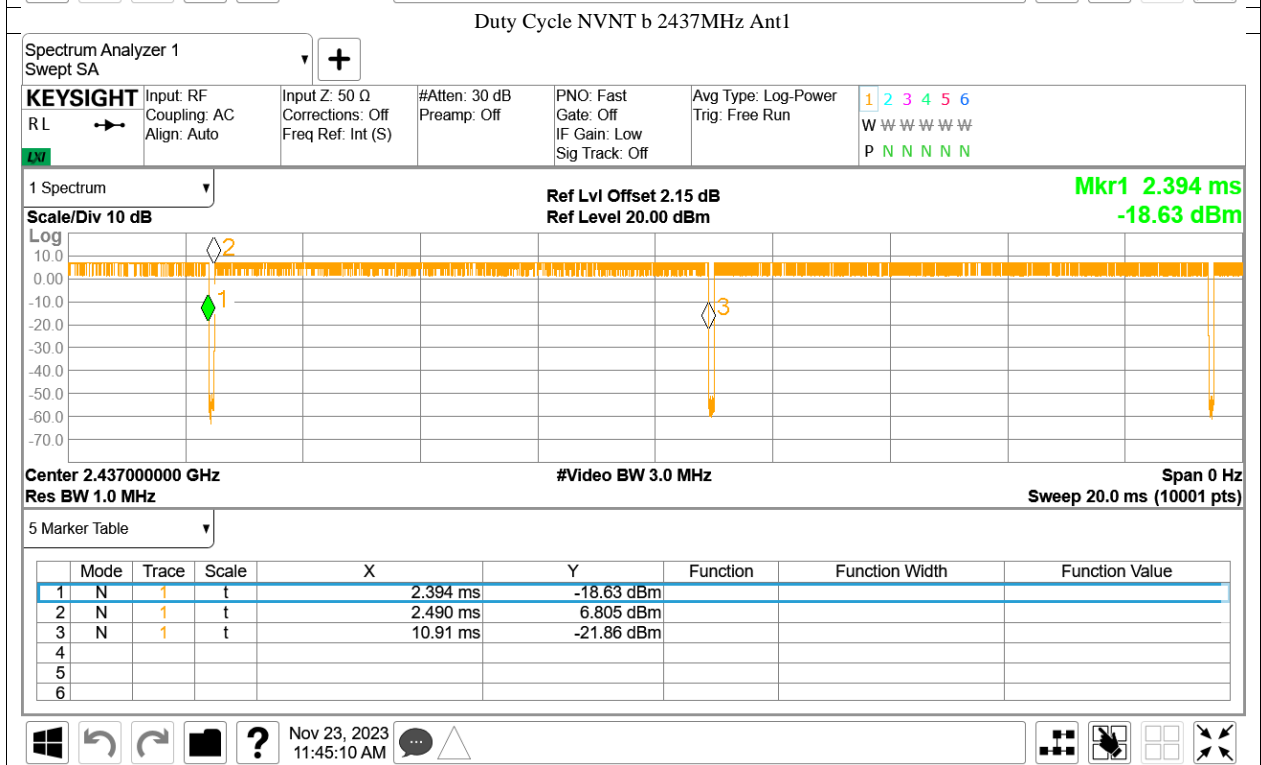 Duty Cycle NVNT b 2437MHz Ant1
Spectrum Analyzer 1
Swept SA
KEYSIGHT
RL
LXI
Input: RF
Coupling: AC
Align: Auto
Input Z: 50 Ω
Corrections: Off
Freq Ref: Int (S)
#Atten: 30 dB
Preamp: Off
PNO: Fast
Gate: Off
IF Gain: Low
Sig Track: Off
Avg Type: Log-Power
Trig: Free Run
1 2 3 4 5 6
W W W W W W
P N N N N N
1 Spectrum
Scale/Div 10 dB
Ref Lvl Offset 2.15 dB
Ref Level 20.00 dBm
Mkr1 2.394 ms
-18.63 dBm
Log
10.0
0.00
-10.0
-20.0
-30.0
-40.0
-50.0
-60.0
-70.0
2
1
3
Center 2.437000000 GHz
#Video BW 3.0 MHz
Span 0 Hz
Res BW 1.0 MHz
Sweep 20.0 ms (10001 pts)
5 Marker Table
Mode Trace Scale X Y Function Function Width Function Value
1 N 1 t 2.394 ms -18.63 dBm
2 N 1 t 2.490 ms 6.805 dBm
3 N 1 t 10.91 ms -21.86 dBm
4
5
6
?
Nov 23, 2023
11:45:10 AM